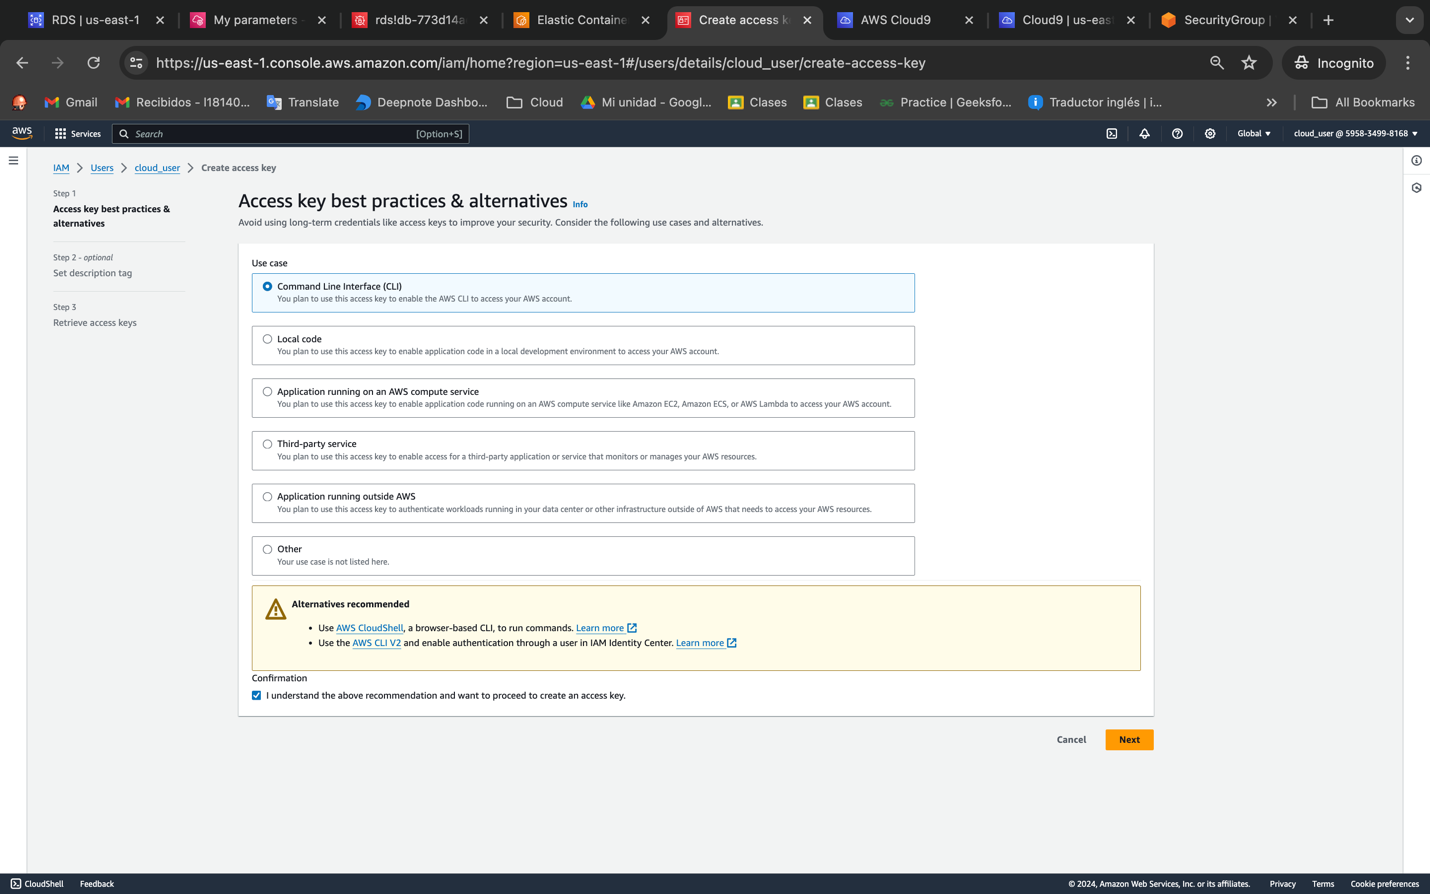 RDS | us-east-1
My parameters
rds!db-773d14a
Elastic Containe
Create access k
AWS Cloud9
Cloud9 | us-eas
SecurityGroup |
https://us-east-1.console.aws.amazon.com/iam/home?region=us-east-1#/users/details/cloud_user/create-access-key
Incognito
Gmail
Recibidos - l18140...
Translate
Deepnote Dashbo...
Cloud
Mi unidad - Googl...
Clases
Clases
Practice | Geeksfo...
Traductor inglés | i...
All Bookmarks
aws
Services
Search
[Option+S]
Global
cloud_user @ 5958-3499-8168
IAM
Users
cloud_user
Create access key
Step 1
Access key best practices &
alternatives
Step 2 - optional
Set description tag
Step 3
Retrieve access keys
Access key best practices & alternatives Info
Avoid using long-term credentials like access keys to improve your security. Consider the following use cases and alternatives.
Use case
Command Line Interface (CLI)
You plan to use this access key to enable the AWS CLI to access your AWS account.
Local code
You plan to use this access key to enable application code in a local development environment to access your AWS account.
Application running on an AWS compute service
You plan to use this access key to enable application code running on an AWS compute service like Amazon EC2, Amazon ECS, or AWS Lambda to access your AWS account.
Third-party service
You plan to use this access key to enable access for a third-party application or service that monitors or manages your AWS resources.
Application running outside AWS
You plan to use this access key to authenticate workloads running in your data center or other infrastructure outside of AWS that needs to access your AWS resources.
Other
Your use case is not listed here.
Alternatives recommended
• Use AWS CloudShell, a browser-based CLI, to run commands. Learn more
• Use the AWS CLI V2 and enable authentication through a user in IAM Identity Center. Learn more
Confirmation
I understand the above recommendation and want to proceed to create an access key.
Cancel
Next
CloudShell
Feedback
© 2024, Amazon Web Services, Inc. or its affiliates.
Privacy
Terms
Cookie preferences